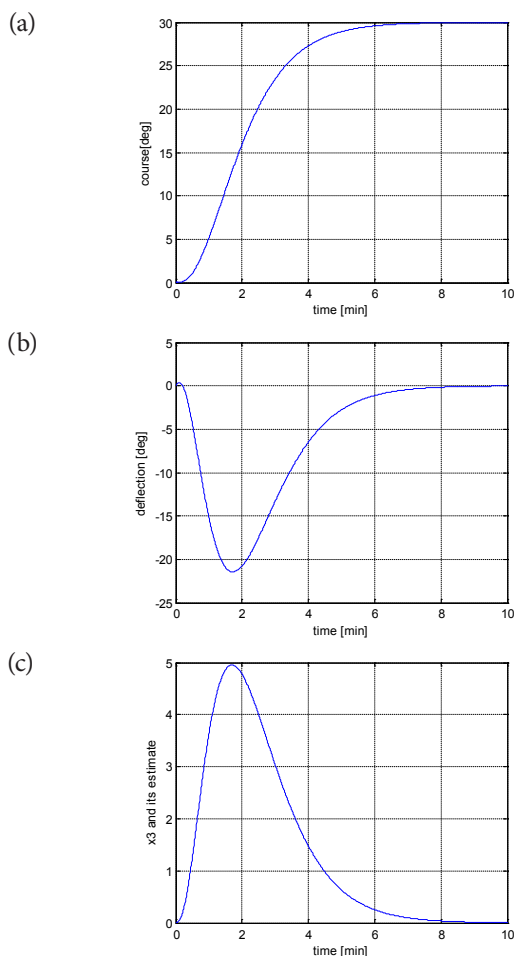 (a)
30
25
20
15
10
5
0
course[deg]
0 2 4 6 8 10
time [min]
(b)
5
0
-5
-10
-15
-20
-25
deflection [deg]
0 2 4 6 8 10
time [min]
(c)
5
4
3
2
1
0
x3 and its estimate
0 2 4 6 8 10
time [min]